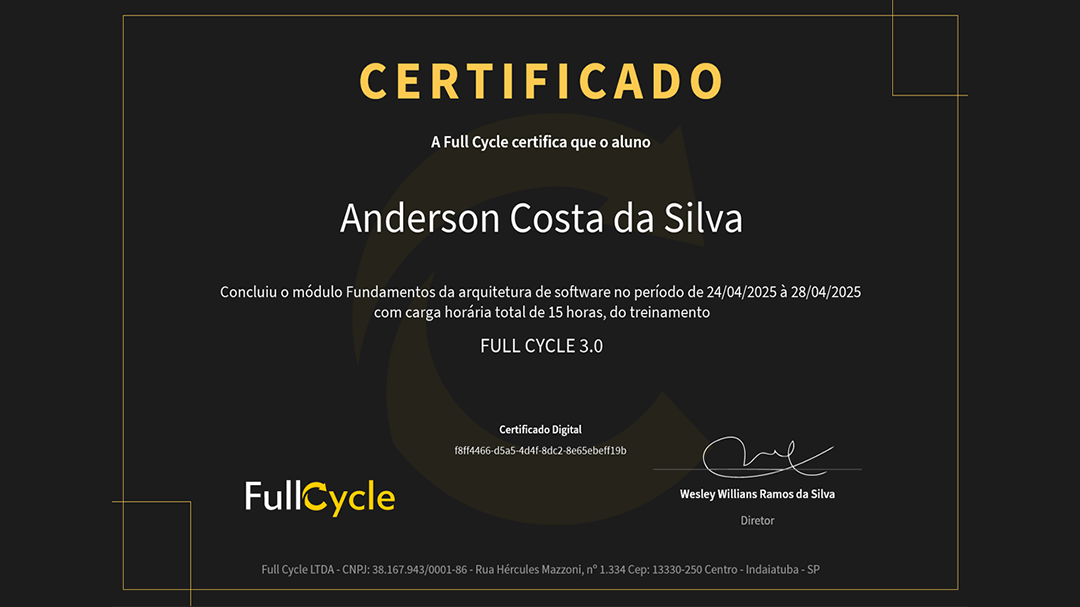 CERTIFICADO
A Full Cycle certifica que o aluno
Anderson Costa da Silva
Concluiu o módulo Fundamentos da arquitetura de software no período de 24/04/2025 à 28/04/2025
com carga horária total de 15 horas, do treinamento
FULL CYCLE 3.0
Certificado Digital
f8ff4466-d5a5-4d4f-8dc2-8e65ebeff19b
FullCycle
Wesley Willians Ramos da Silva
Diretor
Full Cycle LTDA - CNPJ: 38.167.943/0001-86 - Rua Hércules Mazzoni, nº 1.334 Cep: 13330-250 Centro - Indaiatuba - SP